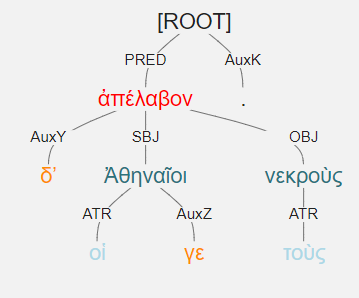 [ROOT]
PRED AuxK
ἀπέλαβον .
AuxY SBJ OBJ
δ' Ἀθηναῖοι νεκροὺς
ATR AuxZ ATR
οἱ γε τοὺς